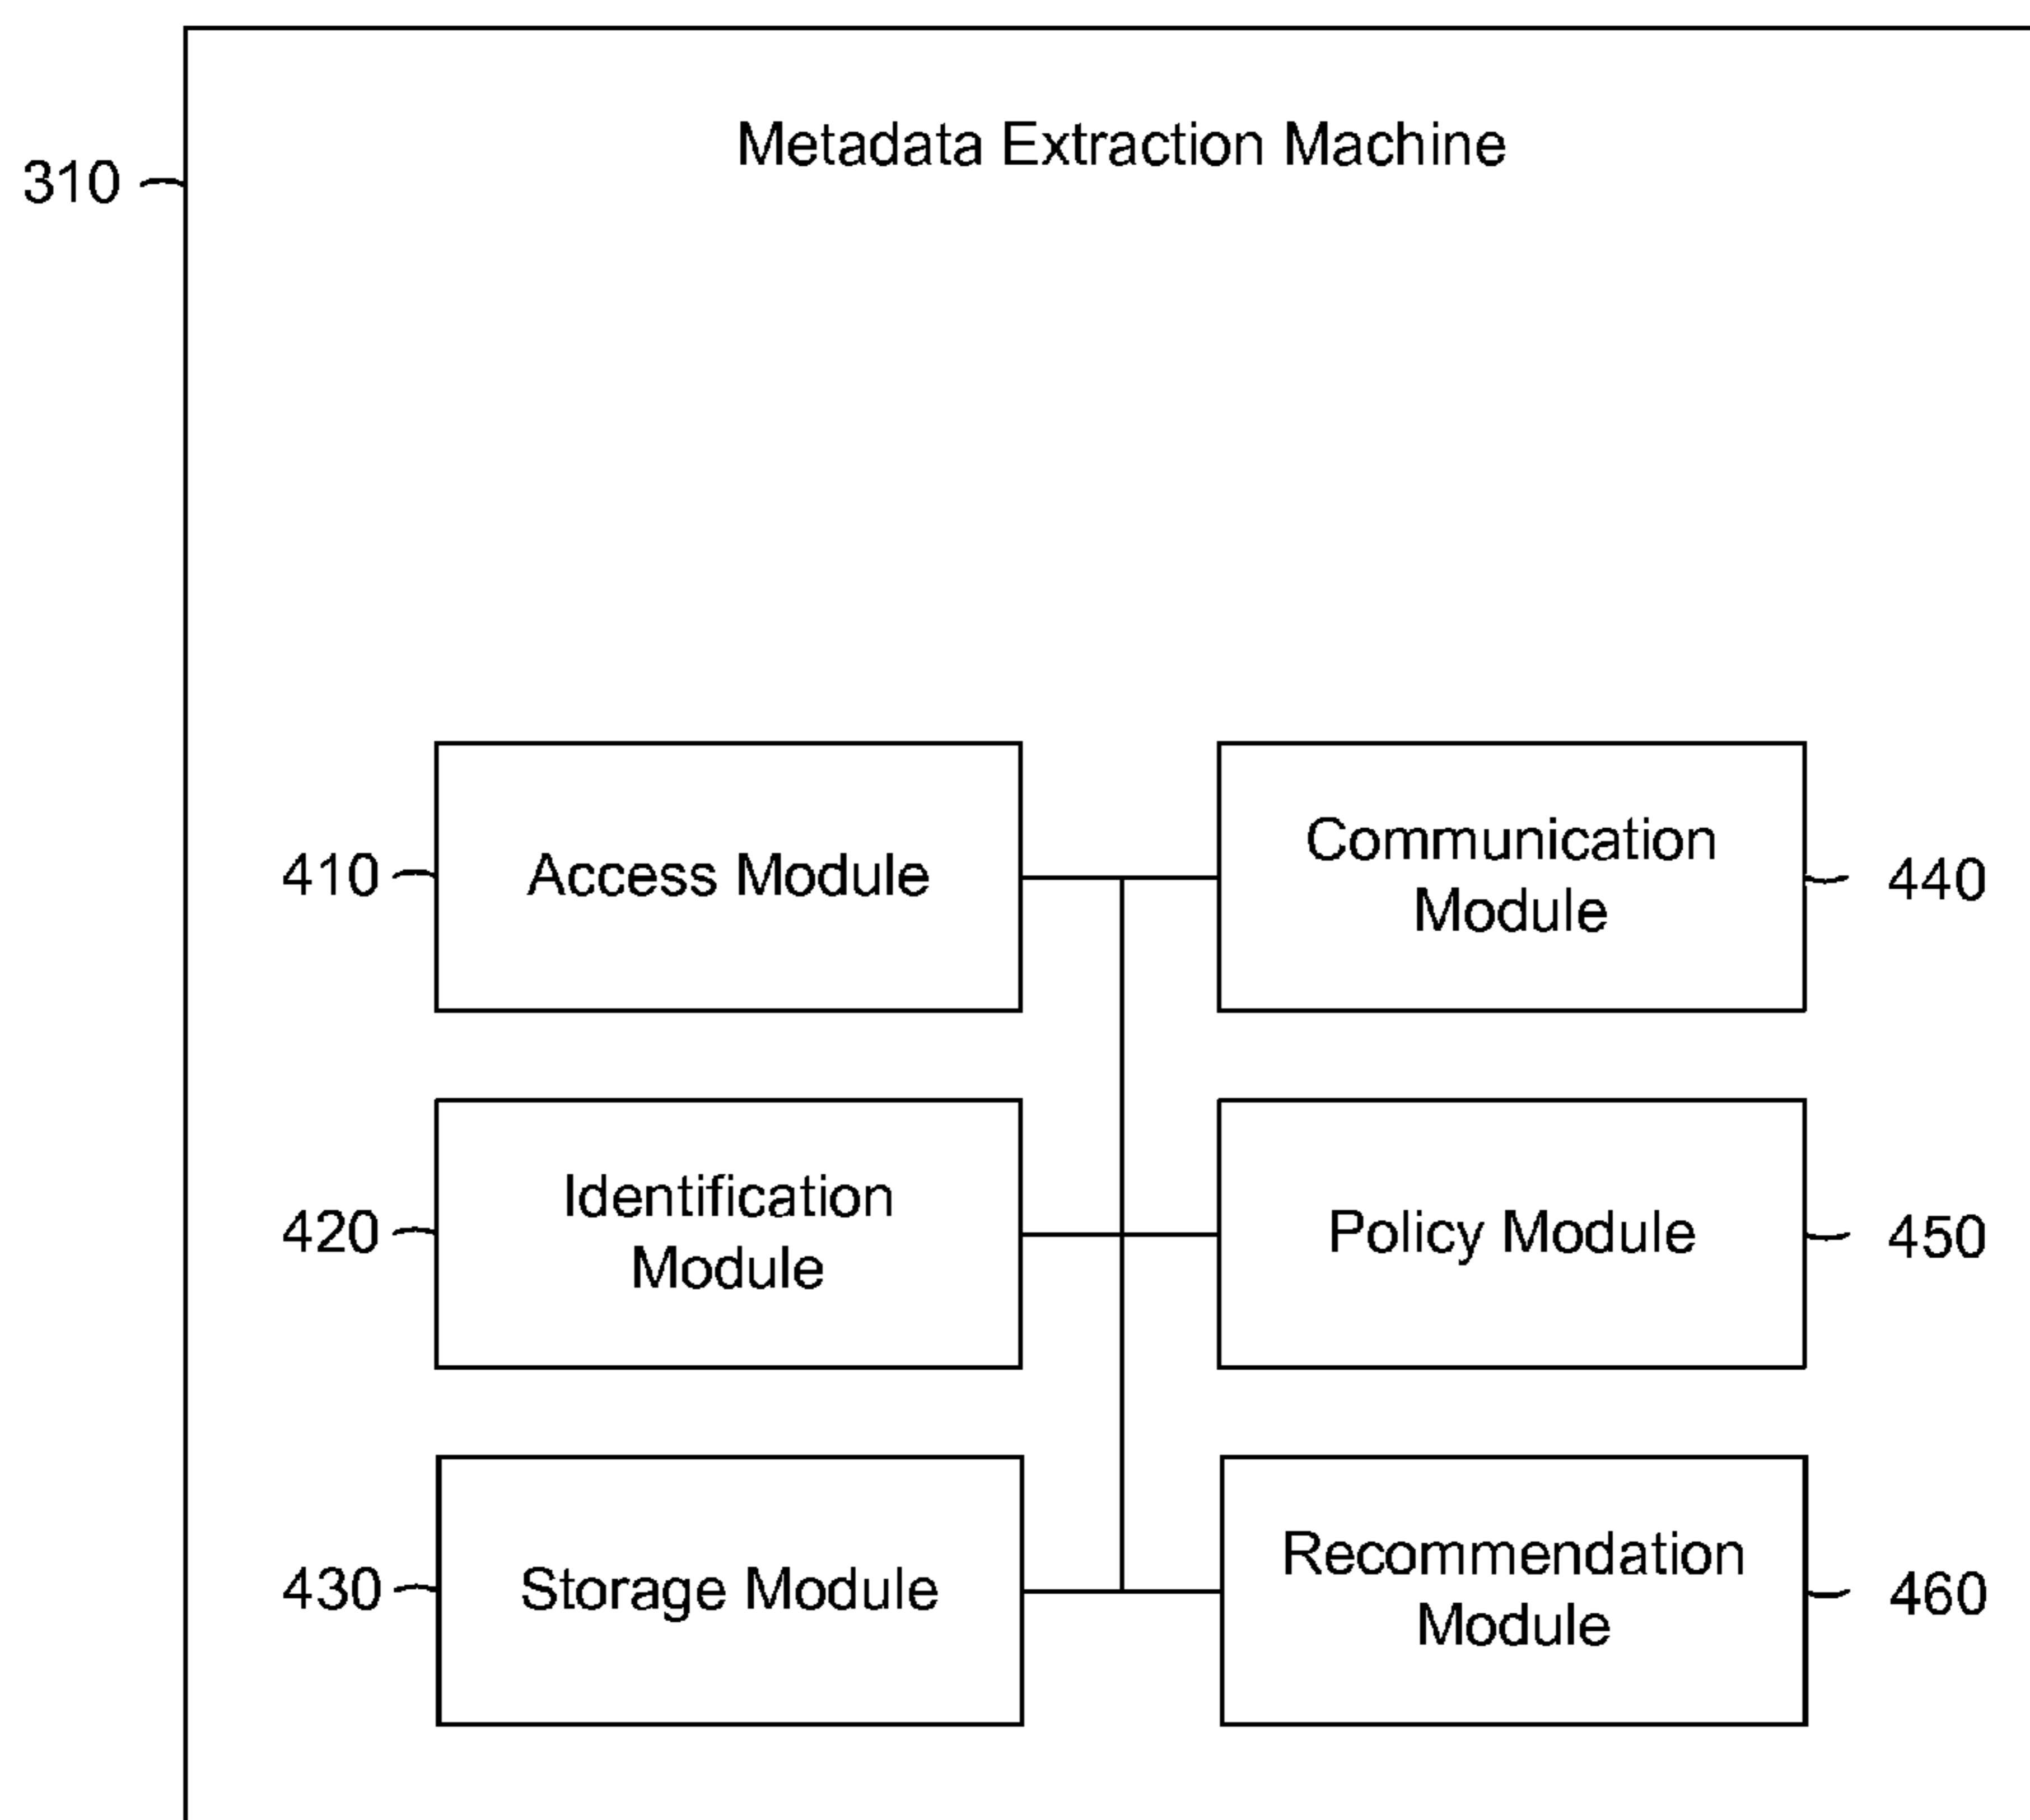 Metadata Extraction Machine
310
410
Access Module
Communication
Module
440
420
Identification
Module
Policy Module
450
430
Storage Module
Recommendation
Module
460